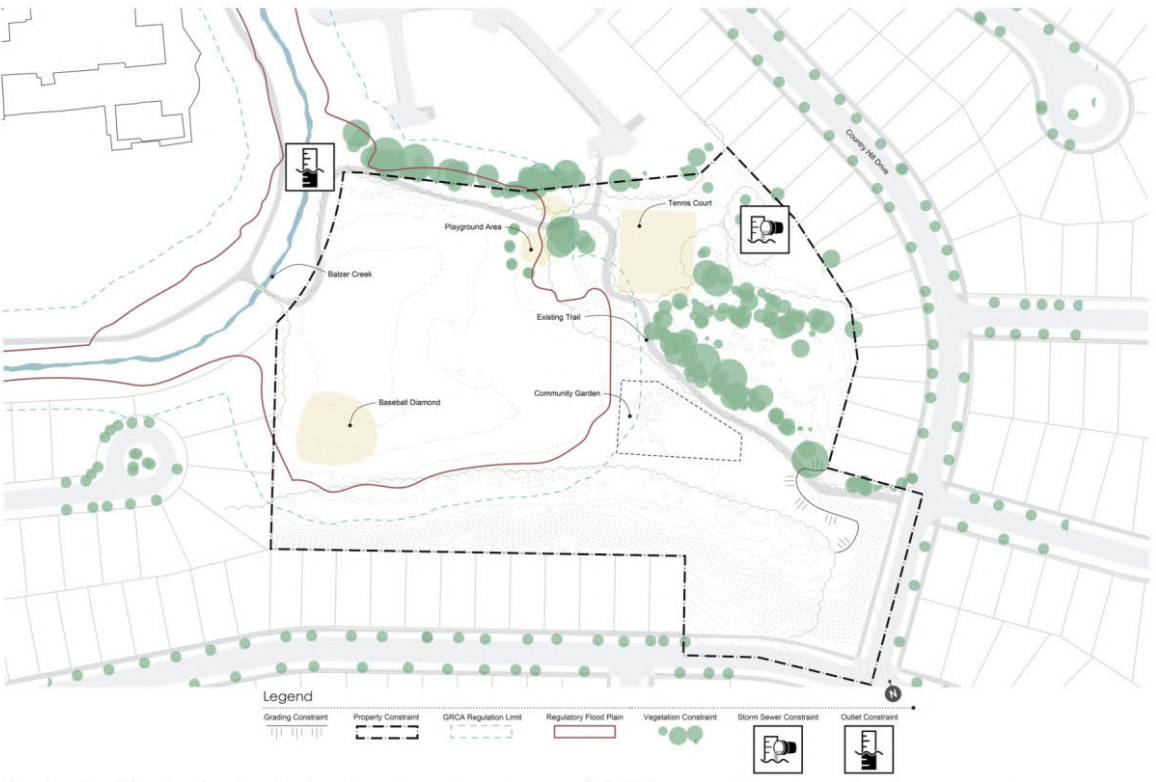 Country Hill Drive
Tennis Court
Playground Area
Balzer Creek
Existing Trail
Community Garden
Baseball Diamond
N
Legend
Grading Constraint
Property Constraint
GRCA Regulation Limit
Regulatory Flood Plain
Vegetation Constraint
Storm Sewer Constraint
Outlet Constraint